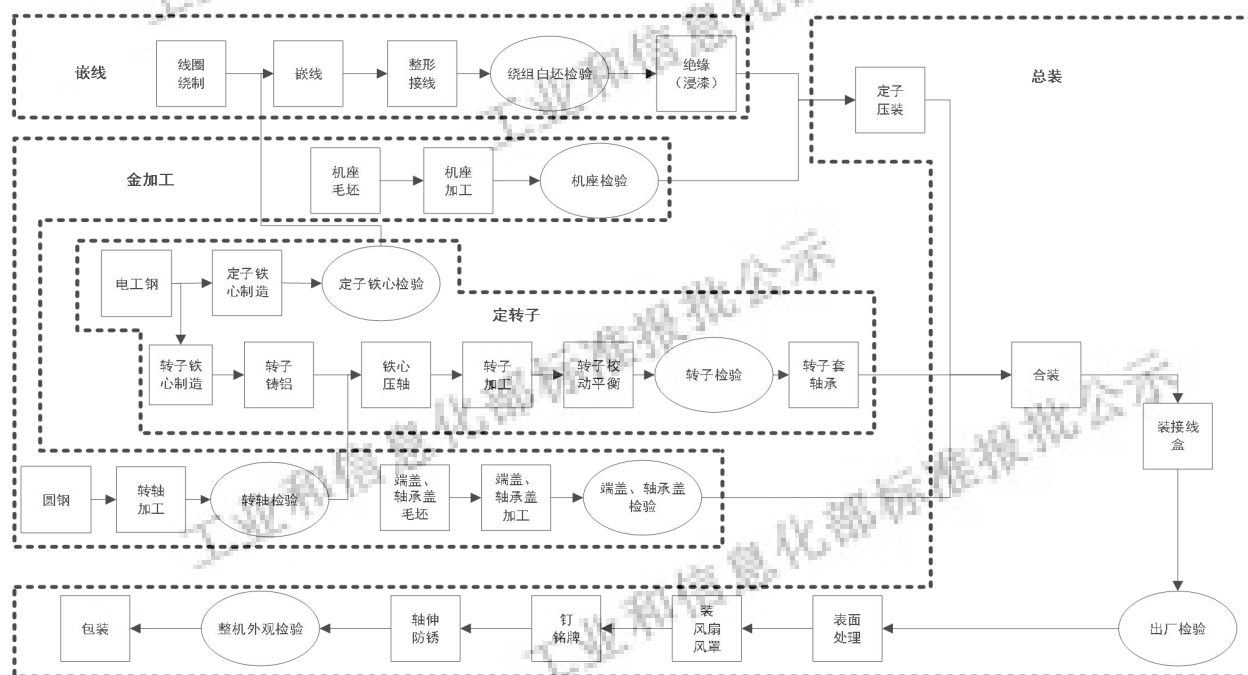 嵌线
线圈
绕制
嵌线
整形
接线
绕组白坯检验
绝缘
（浸漆）
总装
定子
压装
金加工
机座
毛坯
机座
加工
机座检验
电工钢
定子铁
心制造
定子铁心检验
定转子
转子铁
心制造
转子
铸铝
铁心
压轴
转子
加工
转子校
动平衡
转子检验
转子套
轴承
合装
装接线
盒
圆钢
转轴
加工
转轴检验
端盖、
轴承盖
毛坯
端盖、
轴承盖
加工
端盖、轴承盖
检验
包装
整机外观检验
轴伸
防锈
钉
铭牌
装
风扇
风罩
表面
处理
出厂检验
工业和信息化
工业和信息化部标准报批公示
工业和信息化部标准报批公示